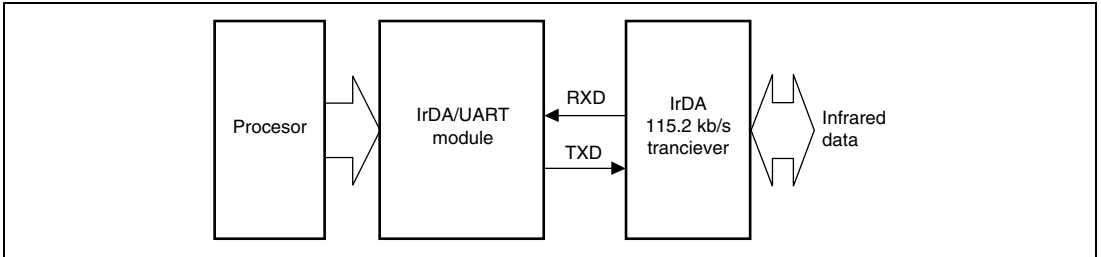 Procesor
IrDA/UART
module
RXD
TXD
IrDA
115.2 kb/s
tranciever
Infrared
data